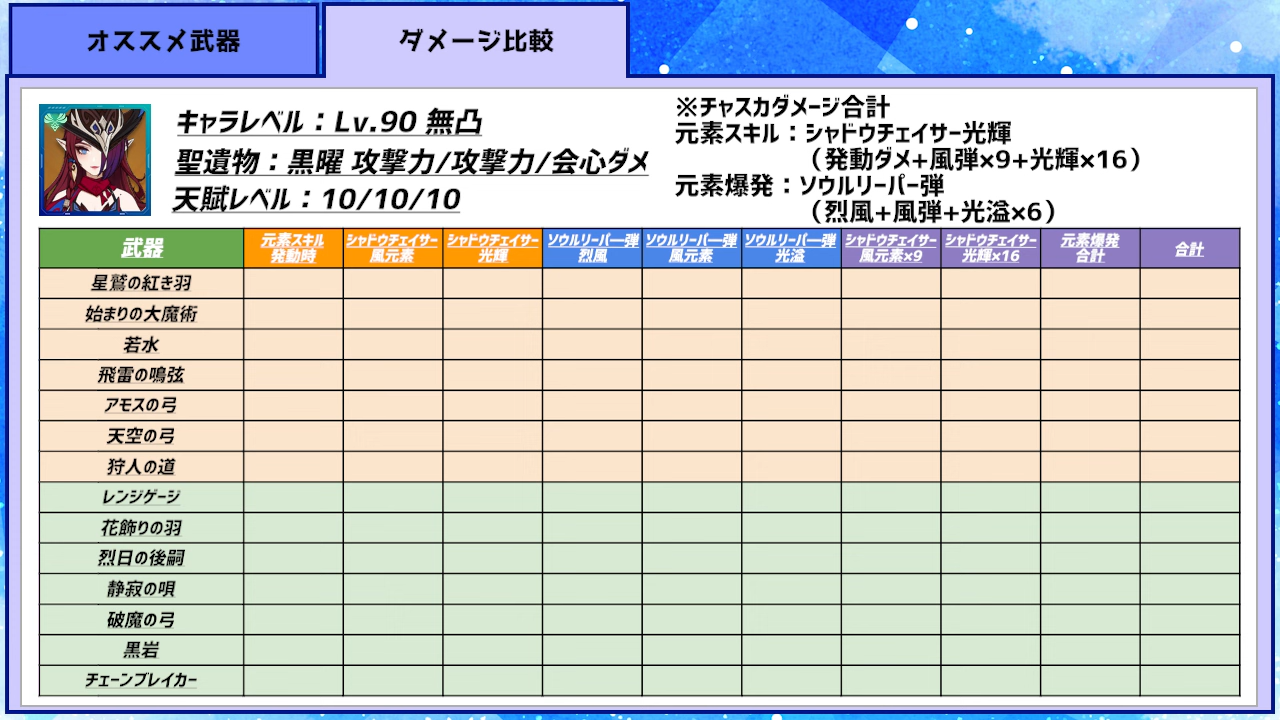 オススメ武器
ダメージ比較
キャラレベル：Lv.90 無凸
聖遺物：黒曜 攻撃力/攻撃力/会心ダメ
天賦レベル：10/10/10
※チャスカダメージ合計
元素スキル：シャドウチェイサー光輝
（発動ダメ+風弾×9+光輝×16）
元素爆発：ソウルリーパー弾
（烈風+風弾+光溢×6）
武器
元素スキル
発動時
シャドウチェイサー
風元素
シャドウチェイサー
光輝
ソウルリーパー弾
烈風
ソウルリーパー弾
風元素
ソウルリーパー弾
光溢
シャドウチェイサー
風元素×9
シャドウチェイサー
光輝×16
元素爆発
合計
合計
星鷲の紅き羽
始まりの大魔術
若水
飛雷の鳴弦
アモスの弓
天空の弓
狩人の道
レンジゲージ
花飾りの羽
烈日の後嗣
静寂の唄
破魔の弓
黒岩
チェーンブレイカー